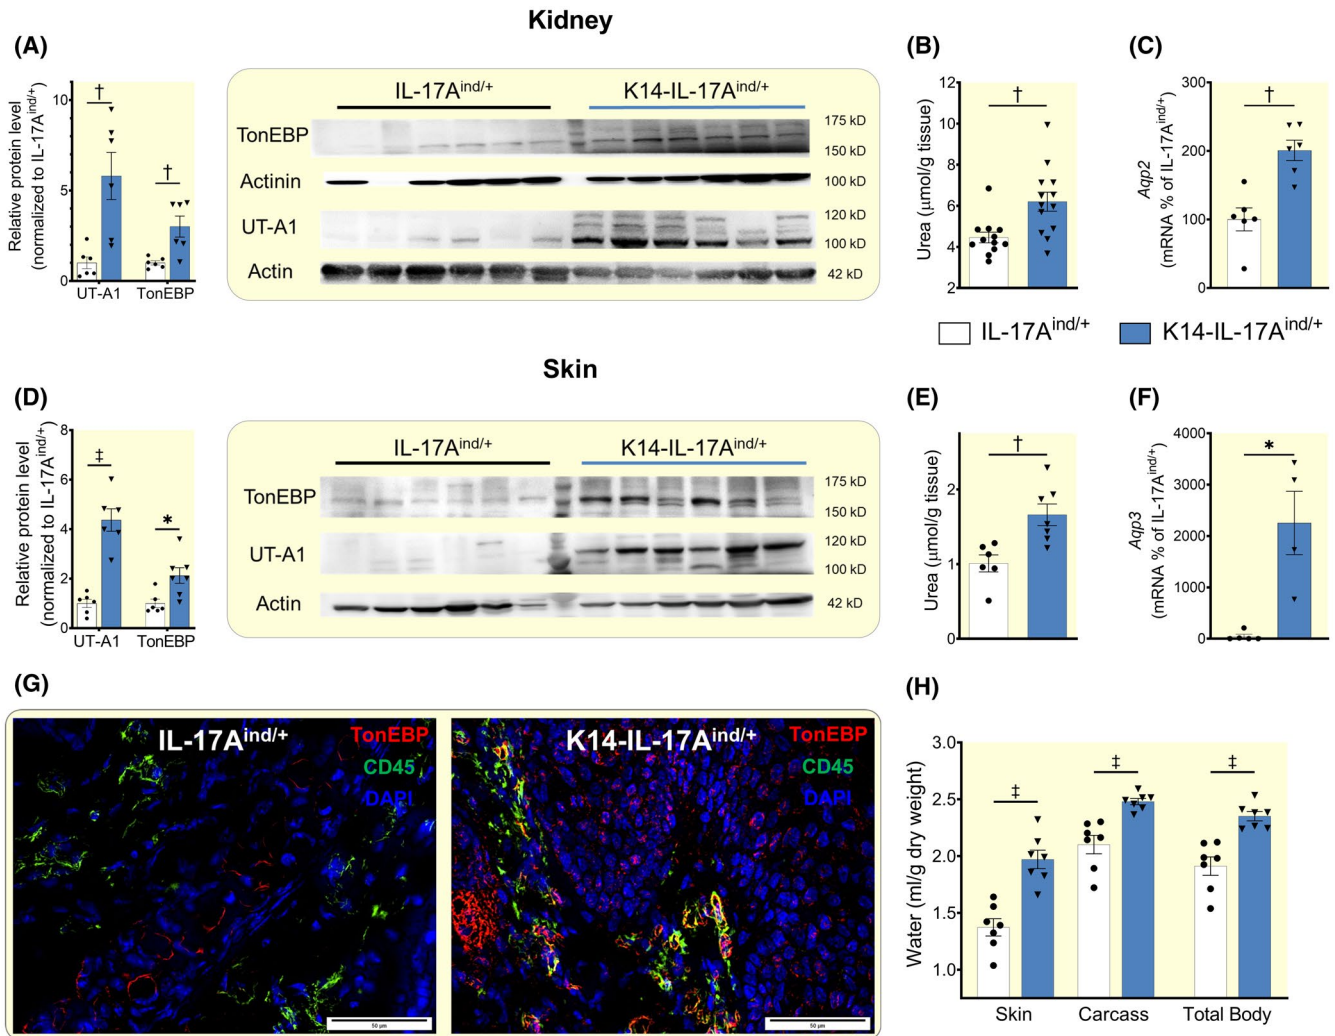 Kidney
(A)
Relative protein level
(normalized to IL-17Aind/+)
10
5
0
†
†
UT-A1 TonEBP
IL-17Aind/+ K14-IL-17Aind/+
TonEBP
175 kD
150 kD
Actinin
100 kD
UT-A1
120 kD
100 kD
Actin
42 kD
(B)
Urea (μmol/g tissue)
12
10
8
6
4
2
†
(C)
Aqp2
(mRNA % of IL-17Aind/+)
300
200
100
0
†
IL-17Aind/+ K14-IL-17Aind/+
Skin
(D)
Relative protein level
(normalized to IL-17Aind/+)
8
6
4
2
0
‡
*
UT-A1 TonEBP
IL-17Aind/+ K14-IL-17Aind/+
TonEBP
175 kD
150 kD
UT-A1
120 kD
100 kD
Actin
42 kD
(E)
Urea (μmol/g tissue)
2
1
0
†
(F)
Aqp3
(mRNA % of IL-17Aind/+)
4000
3000
2000
1000
0
*
(G)
IL-17Aind/+
TonEBP
CD45
DAPI
50 μm
K14-IL-17Aind/+
TonEBP
CD45
DAPI
50 μm
(H)
Water (ml/g dry weight)
3.0
2.5
2.0
1.5
1.0
‡
‡
‡
Skin Carcass Total Body